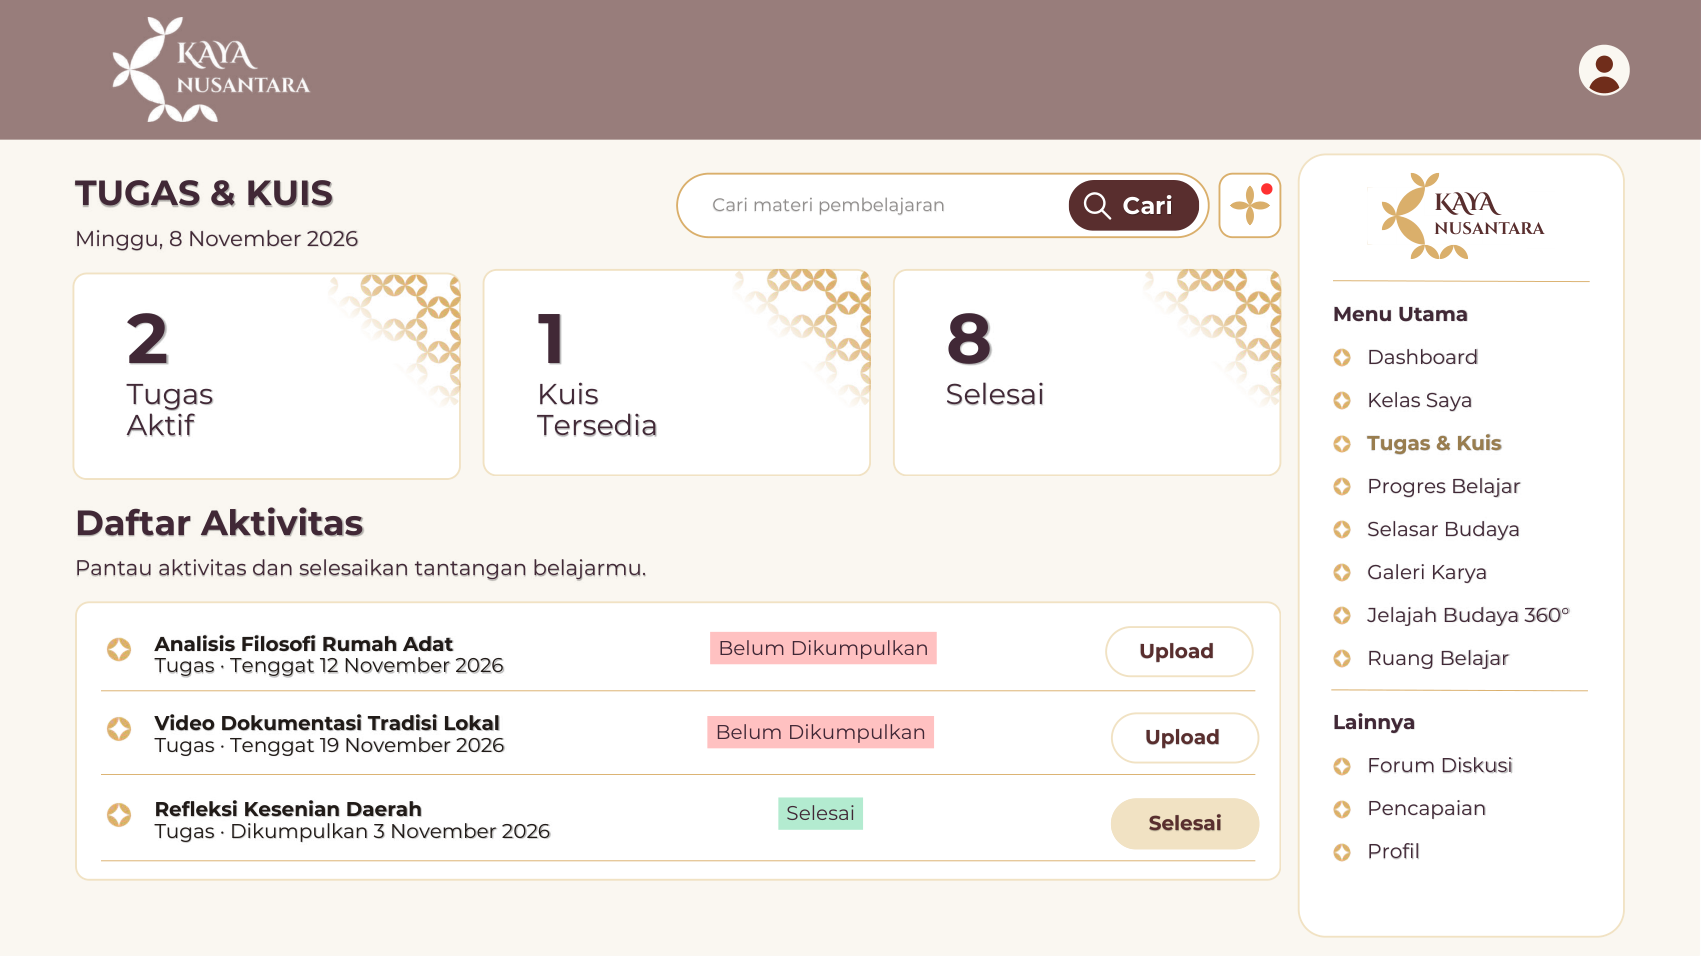 KAYA
NUSANTARA
TUGAS & KUIS
Minggu, 8 November 2026
Cari materi pembelajaran
Cari
2
Tugas
Aktif
1
Kuis
Tersedia
8
Selesai
Daftar Aktivitas
Pantau aktivitas dan selesaikan tantangan belajarmu.
Analisis Filosofi Rumah Adat
Tugas · Tenggat 12 November 2026
Belum Dikumpulkan
Upload
Video Dokumentasi Tradisi Lokal
Tugas · Tenggat 19 November 2026
Belum Dikumpulkan
Upload
Refleksi Kesenian Daerah
Tugas · Dikumpulkan 3 November 2026
Selesai
Selesai
KAYA
NUSANTARA
Menu Utama
Dashboard
Kelas Saya
Tugas & Kuis
Progres Belajar
Selasar Budaya
Galeri Karya
Jelajah Budaya 360°
Ruang Belajar
Lainnya
Forum Diskusi
Pencapaian
Profil